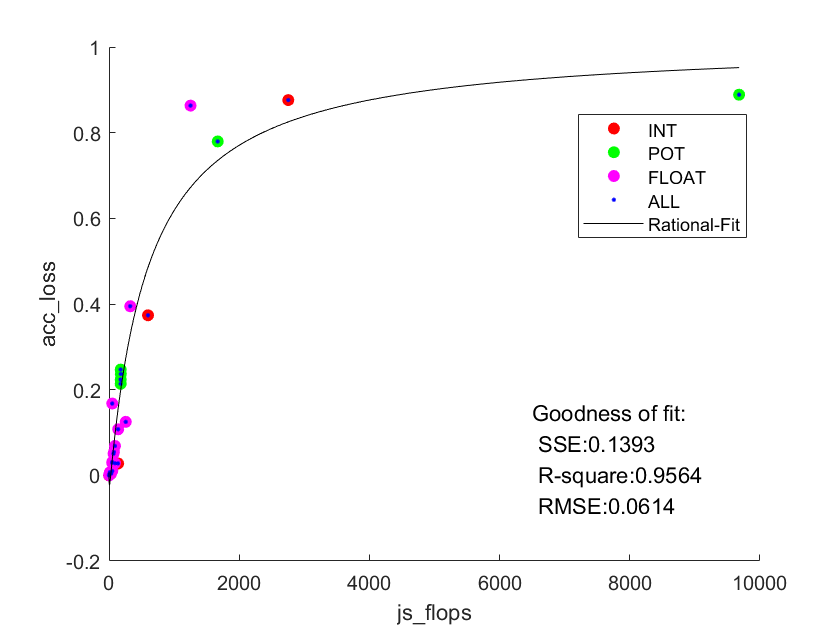 1
0.8
0.6
0.4
0.2
0
-0.2
acc_loss
INT
POT
FLOAT
ALL
Rational-Fit
Goodness of fit:
SSE:0.1393
R-square:0.9564
RMSE:0.0614
0 2000 4000 6000 8000 10000
js_flops